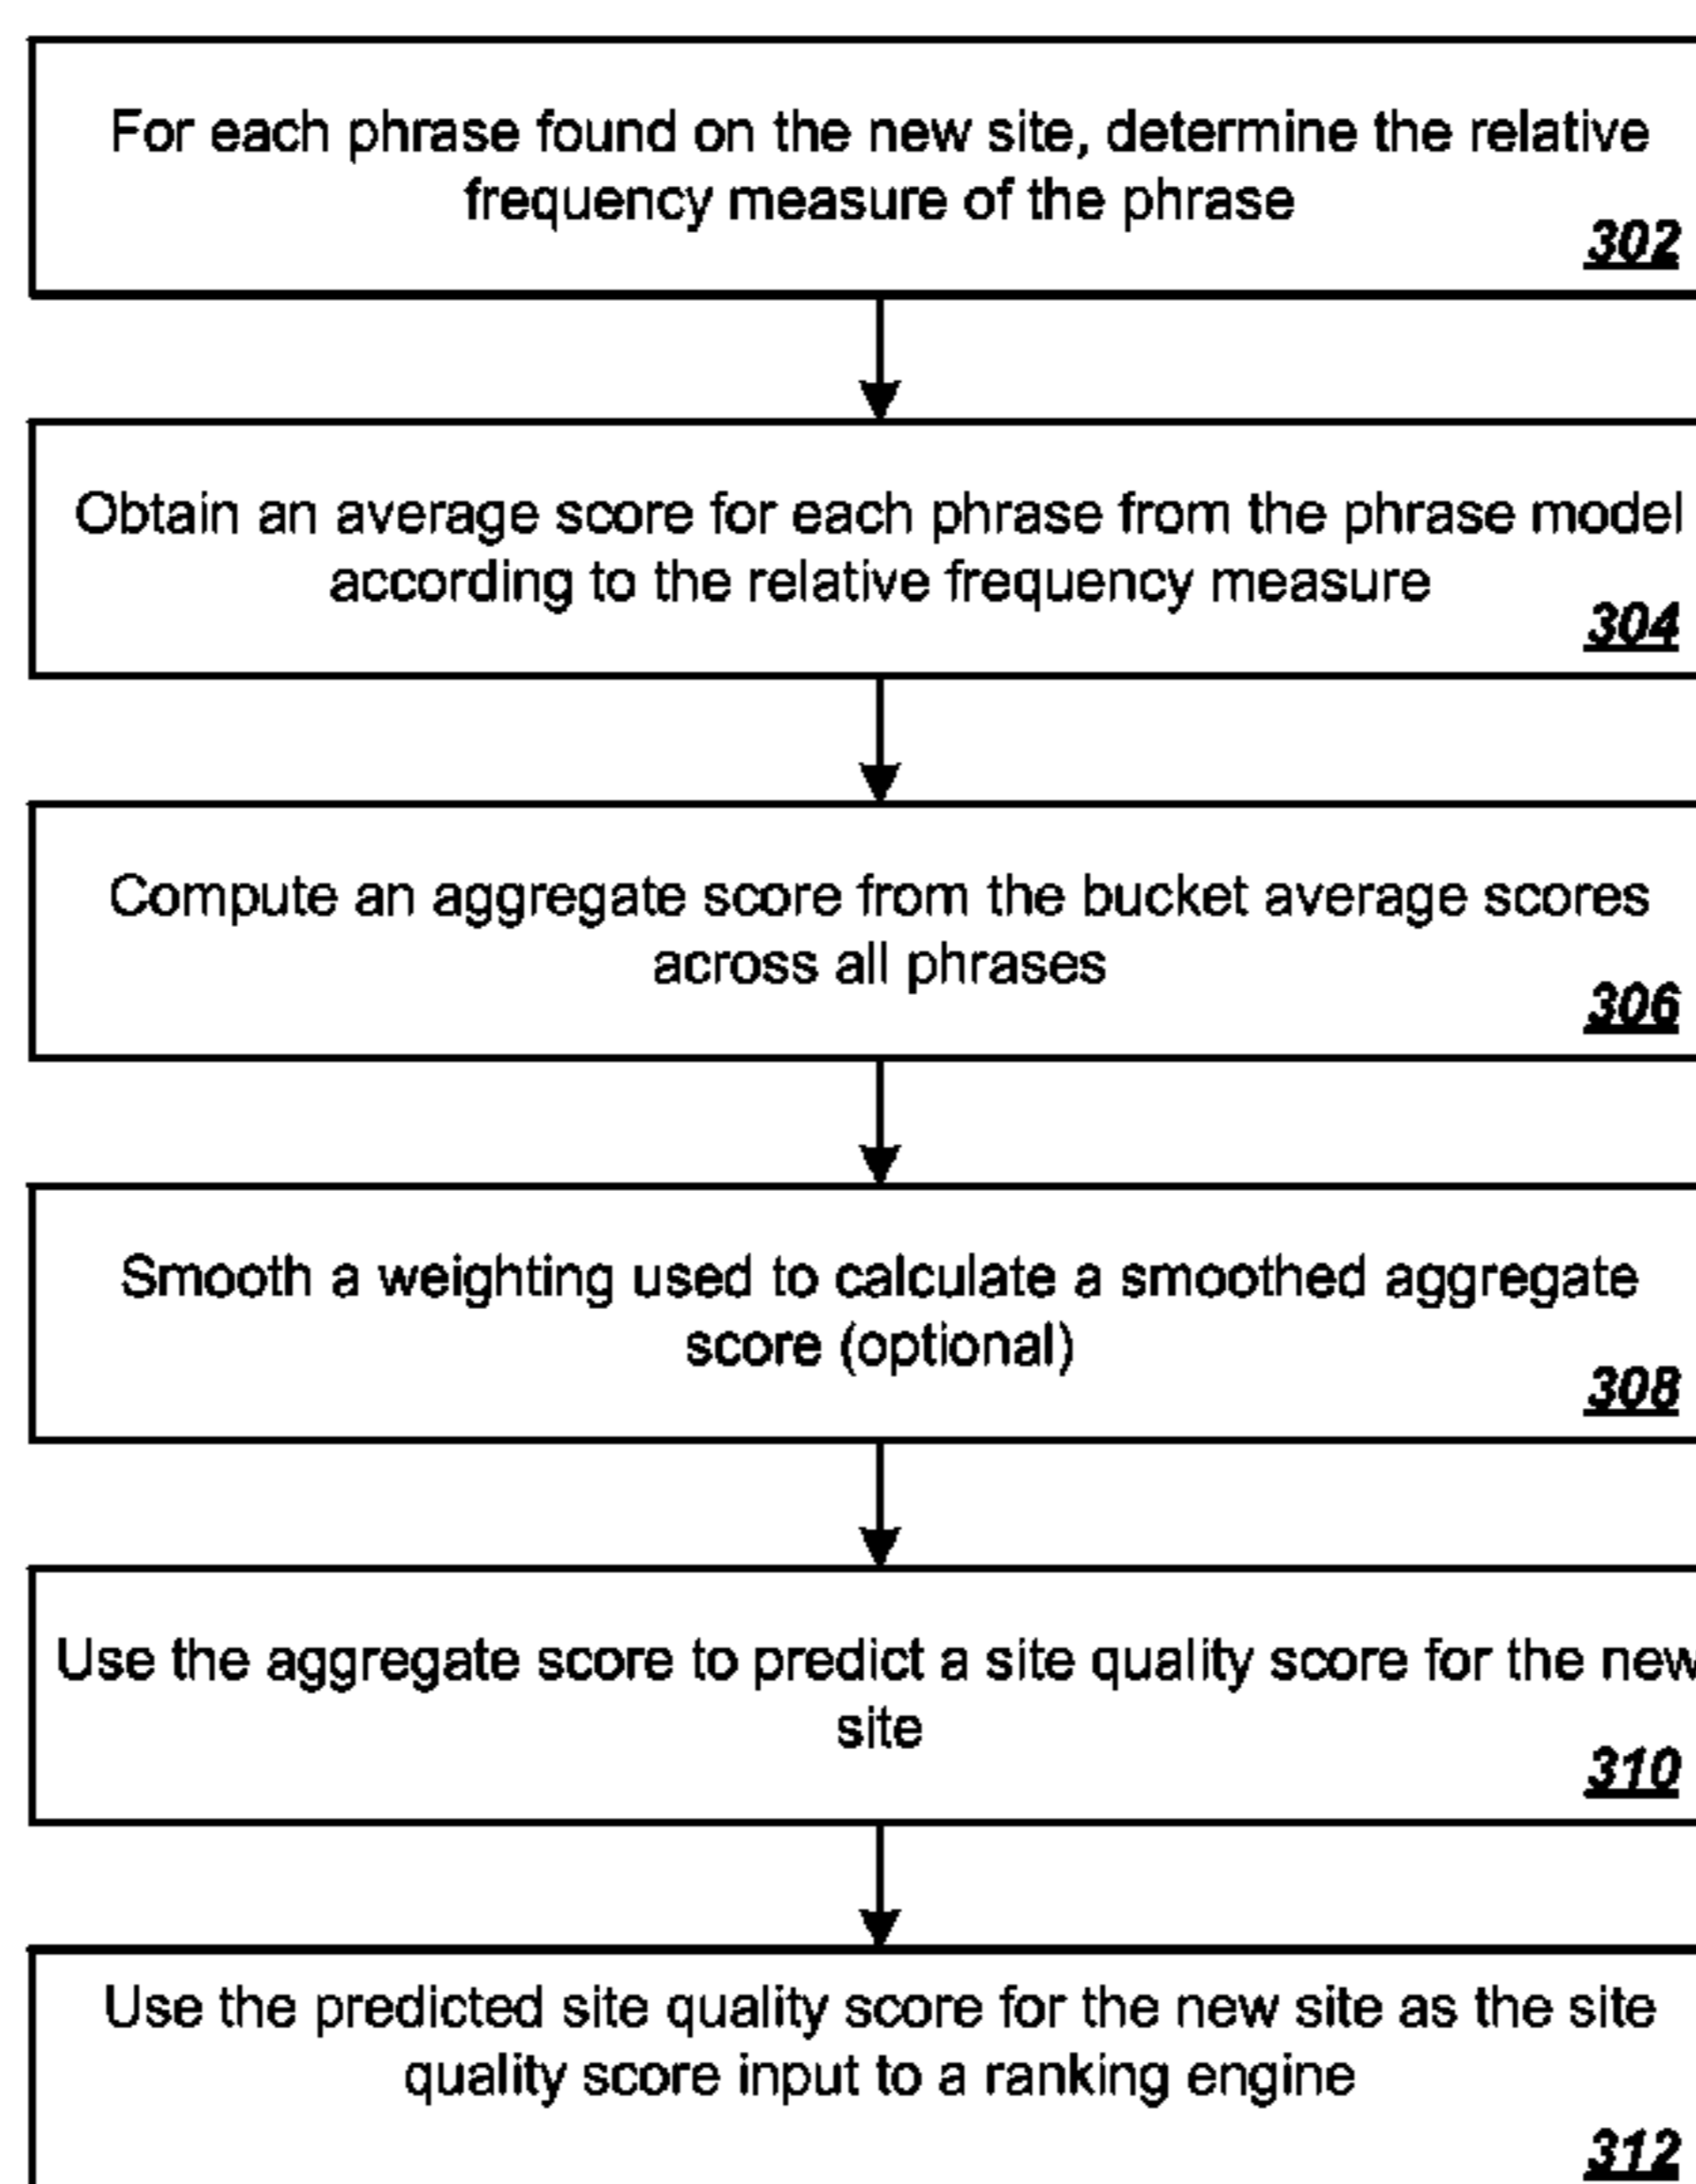 For each phrase found on the new site, determine the relative
frequency measure of the phrase
302
Obtain an average score for each phrase from the phrase model
according to the relative frequency measure
304
Compute an aggregate score from the bucket average scores
across all phrases
306
Smooth a weighting used to calculate a smoothed aggregate
score (optional)
308
Use the aggregate score to predict a site quality score for the new
site
310
Use the predicted site quality score for the new site as the site
quality score input to a ranking engine
312